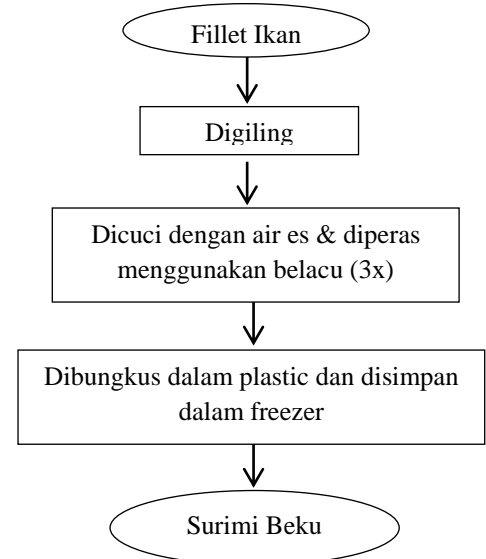 Fillet Ikan
Digiling
Dicuci dengan air es & diperas
menggunakan belacu (3x)
Dibungkus dalam plastic dan disimpan
dalam freezer
Surimi Beku